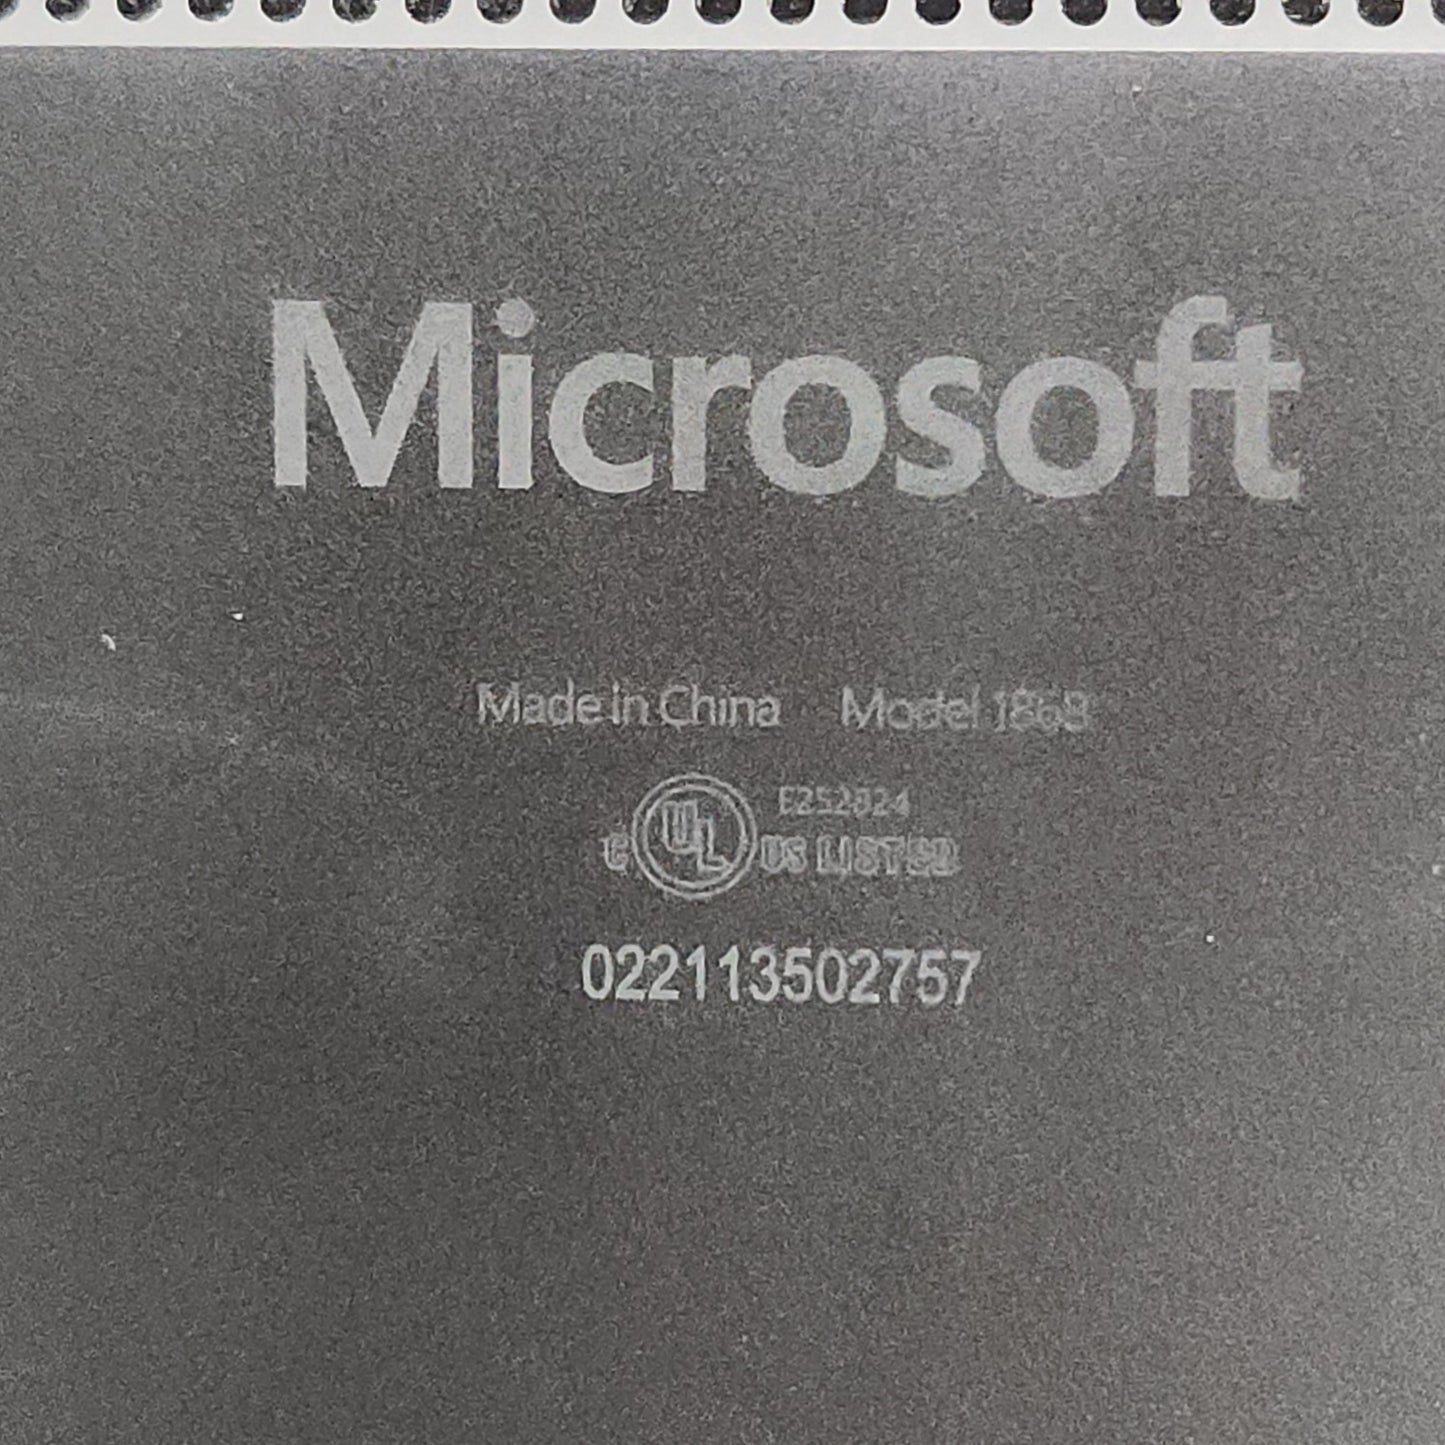 Microsoft
Made in China Model 1868
E252824
C UL US LISTED
022113502757